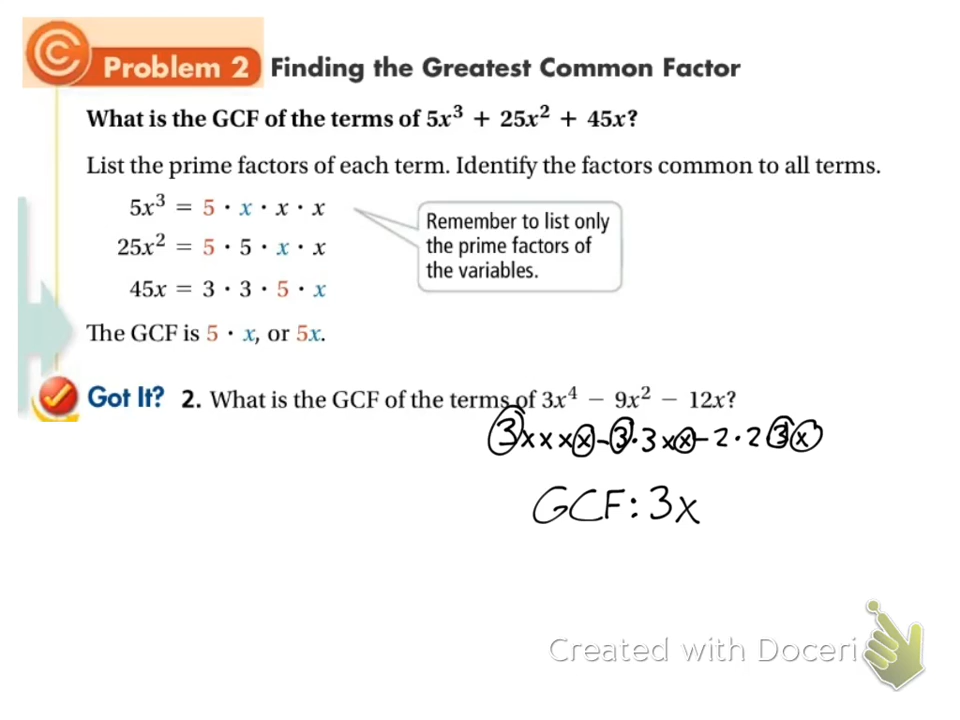 C Problem 2 Finding the Greatest Common Factor
What is the GCF of the terms of 5x³ + 25x² + 45x?
List the prime factors of each term. Identify the factors common to all terms.
5x³ = 5 · x · x · x
25x² = 5 · 5 · x · x
45x = 3 · 3 · 5 · x
Remember to list only
the prime factors of
the variables.
The GCF is 5 · x, or 5x.
Got It? 2. What is the GCF of the terms of 3x⁴ − 9x² − 12x?
3xxxx-3·3xx-2·2 3x
GCF: 3x
Created with Doceri